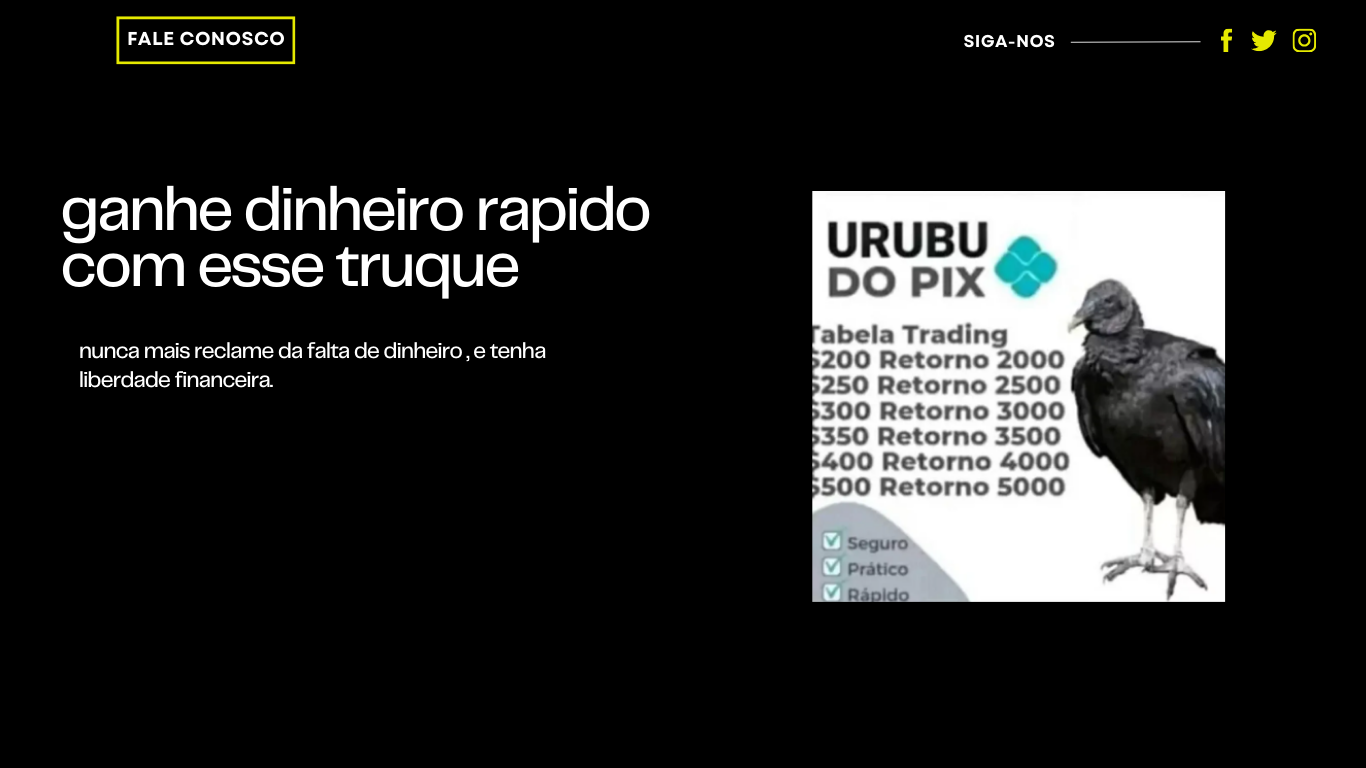 FALE CONOSCO
SIGA-NOS
ganhe dinheiro rapido
com esse truque
nunca mais reclame da falta de dinheiro , e tenha
liberdade financeira.
URUBU
DO PIX
Tabela Trading
$200 Retorno 2000
$250 Retorno 2500
$300 Retorno 3000
$350 Retorno 3500
$400 Retorno 4000
$500 Retorno 5000
Seguro
Prático
Rápido